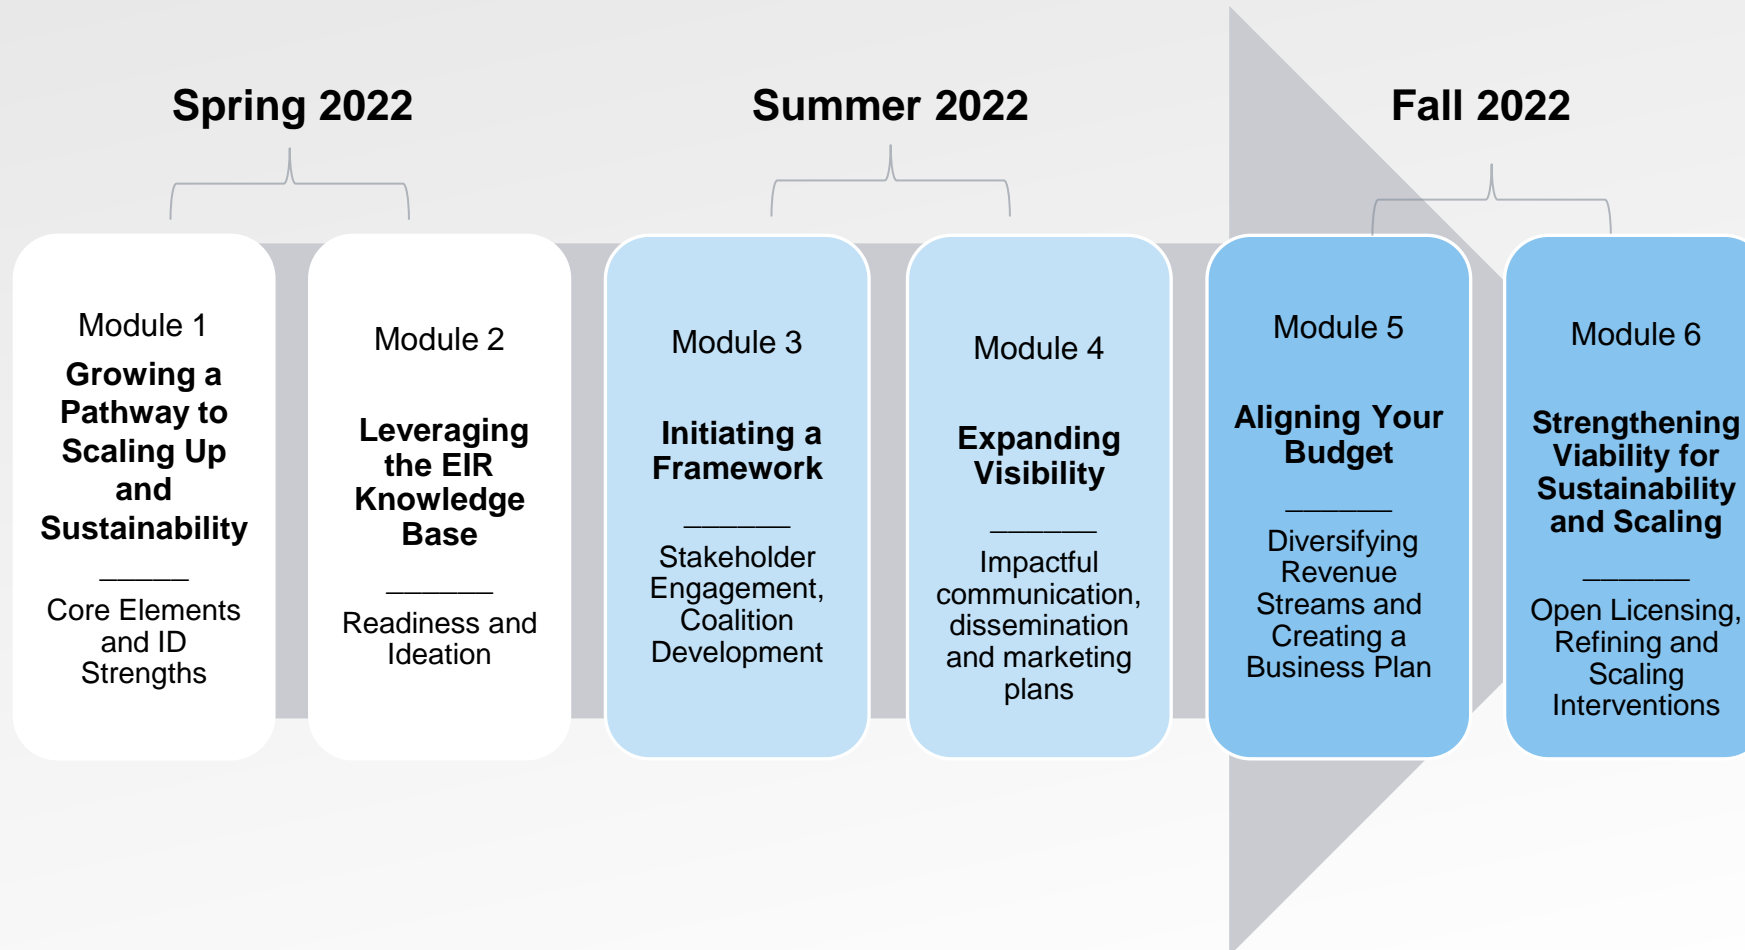 Spring 2022
Summer 2022
Fall 2022
Module 1
Growing a
Pathway to
Scaling Up
and
Sustainability
_____
Core Elements
and ID
Strengths
Module 2
Leveraging
the EIR
Knowledge
Base
______
Readiness and
Ideation
Module 3
Initiating a
Framework
______
Stakeholder
Engagement,
Coalition
Development
Module 4
Expanding
Visibility
______
Impactful
communication,
dissemination
and marketing
plans
Module 5
Aligning Your
Budget
______
Diversifying
Revenue
Streams and
Creating a
Business Plan
Module 6
Strengthening
Viability for
Sustainability
and Scaling
______
Open Licensing,
Refining and
Scaling
Interventions